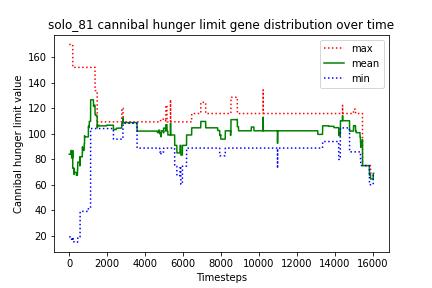 solo_81 cannibal hunger limit gene distribution over time
Cannibal hunger limit value
160
140
120
100
80
60
40
20
max
mean
min
0
2000
4000
6000
8000
10000
12000
14000
16000
Timesteps